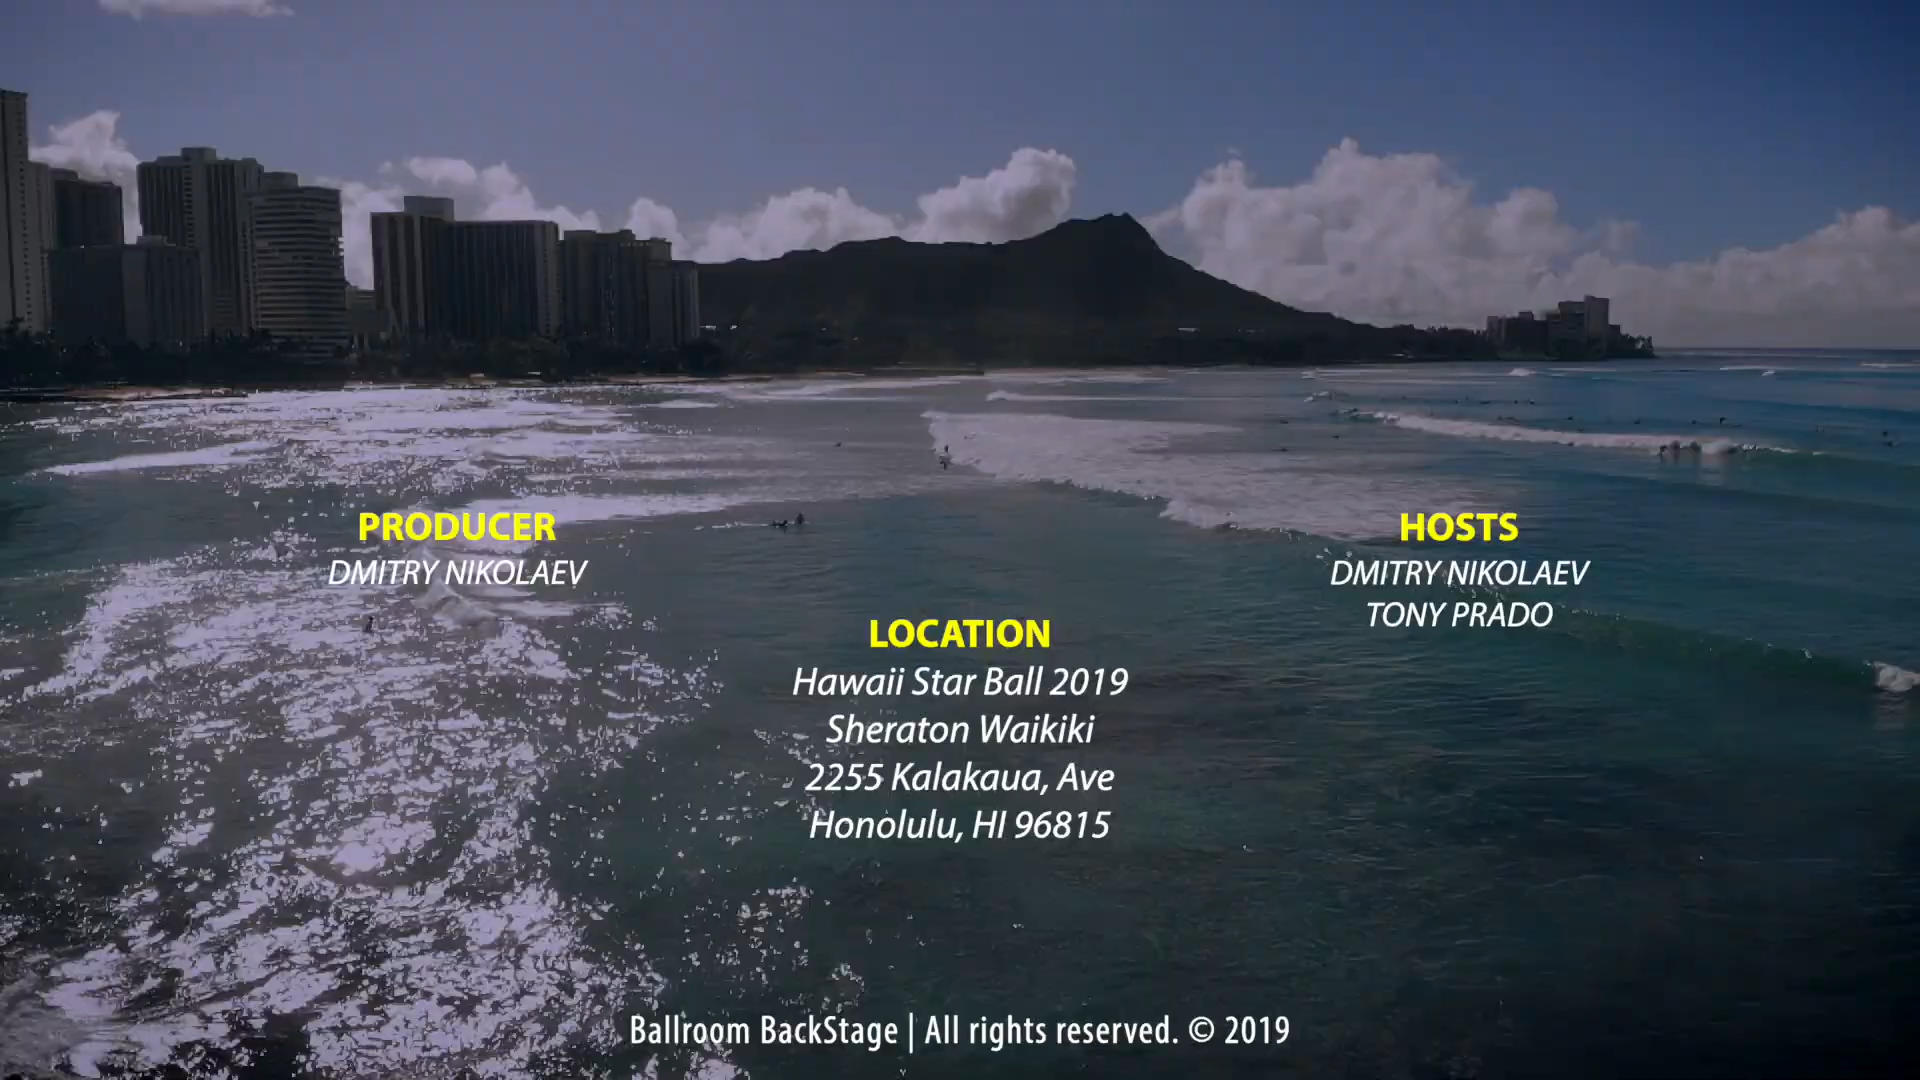 PRODUCER
DMITRY NIKOLAEV
HOSTS
DMITRY NIKOLAEV
TONY PRADO
LOCATION
Hawaii Star Ball 2019
Sheraton Waikiki
2255 Kalakaua, Ave
Honolulu, HI 96815
Ballroom BackStage | All rights reserved. © 2019